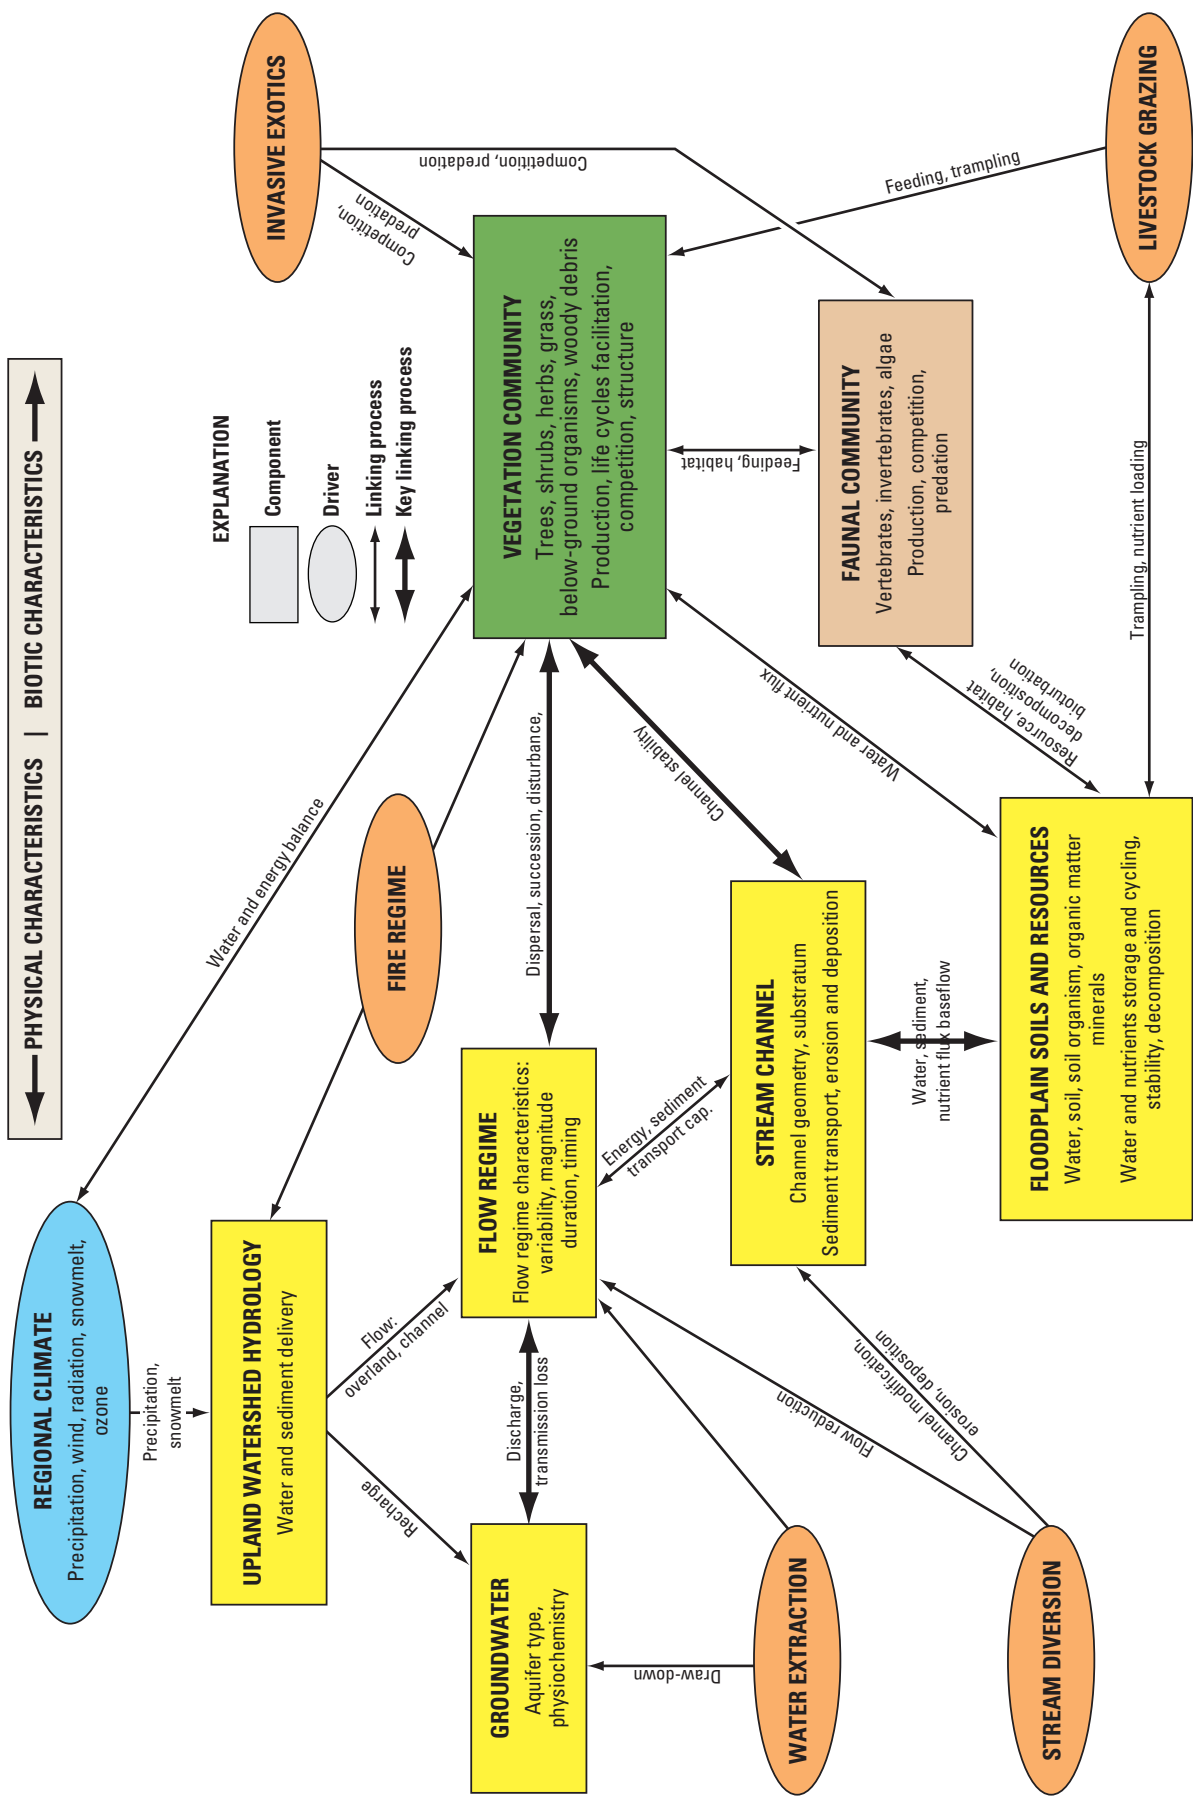 PHYSICAL CHARACTERISTICS | BIOTIC CHARACTERISTICS
EXPLANATION
Component
Driver
Linking process
Key linking process
REGIONAL CLIMATE
Precipitation, wind, radiation, snowmelt,
ozone
Water and energy balance
Precipitation,
snowmelt
UPLAND WATERSHED HYDROLOGY
Water and sediment delivery
FIRE REGIME
INVASIVE EXOTICS
Competition,
predation
Competition, predation
Recharge
Flow:
overland, channel
GROUNDWATER
Aquifer type,
physiochemistry
Discharge,
transmission loss
FLOW REGIME
Flow regime characteristics:
variability, magnitude
duration, timing
Dispersal, succession, disturbance,
VEGETATION COMMUNITY
Trees, shrubs, herbs, grass,
below-ground organisms, woody debris
Production, life cycles facilitation,
competition, structure
Draw-down
Energy, sediment
transport cap.
Channel stability
Water and nutrient flux
Feeding, habitat
Feeding, trampling
WATER EXTRACTION
Flow reduction
Channel modification,
erosion, deposition
STREAM CHANNEL
Channel geometry, substratum
Sediment transport, erosion and deposition
FAUNAL COMMUNITY
Vertebrates, invertebrates, algae
Production, competition,
predation
Water, sediment,
nutrient flux baseflow
Resource, habitat
decomposition,
bioturbation
Trampling, nutrient loading
STREAM DIVERSION
FLOODPLAIN SOILS AND RESOURCES
Water, soil, soil organism, organic matter
minerals
Water and nutrients storage and cycling,
stability, decomposition
LIVESTOCK GRAZING